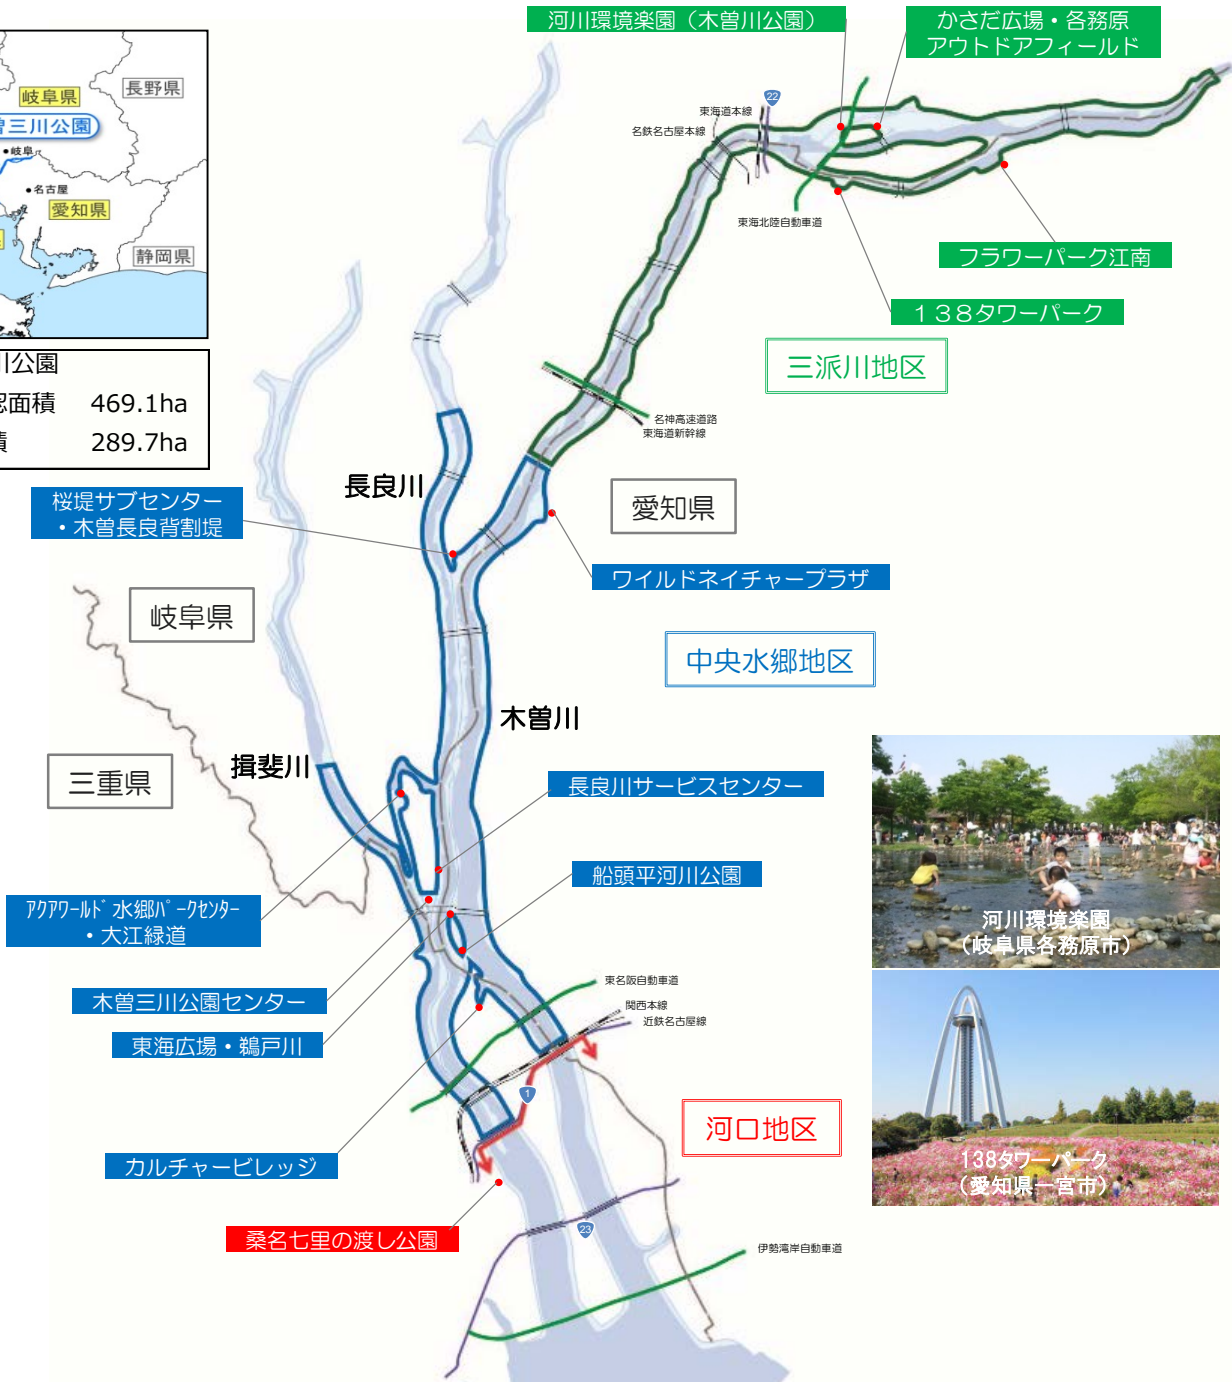 河川環境楽園（木曽川公園）
かさだ広場・各務原
アウトドアフィールド
岐阜県
長野県
曽三川公園
岐阜
名古屋
愛知県
静岡県
東海道本線
22
名鉄名古屋本線
東海北陸自動車道
フラワーパーク江南
１３８タワーパーク
三派川地区
川公園
認面積 469.1ha
積 289.7ha
名神高速道路
東海道新幹線
長良川
桜堤サブセンター
・木曽長良背割堤
愛知県
ワイルドネイチャープラザ
岐阜県
中央水郷地区
木曽川
揖斐川
三重県
長良川サービスセンター
船頭平河川公園
アクアワールド水郷パークセンター
・大江緑道
木曽三川公園センター
東海広場・鵜戸川
東名阪自動車道
関西本線
近鉄名古屋線
1
河口地区
カルチャービレッジ
桑名七里の渡し公園
23
伊勢湾岸自動車道
河川環境楽園
（岐阜県各務原市）
138タワーパーク
（愛知県一宮市）